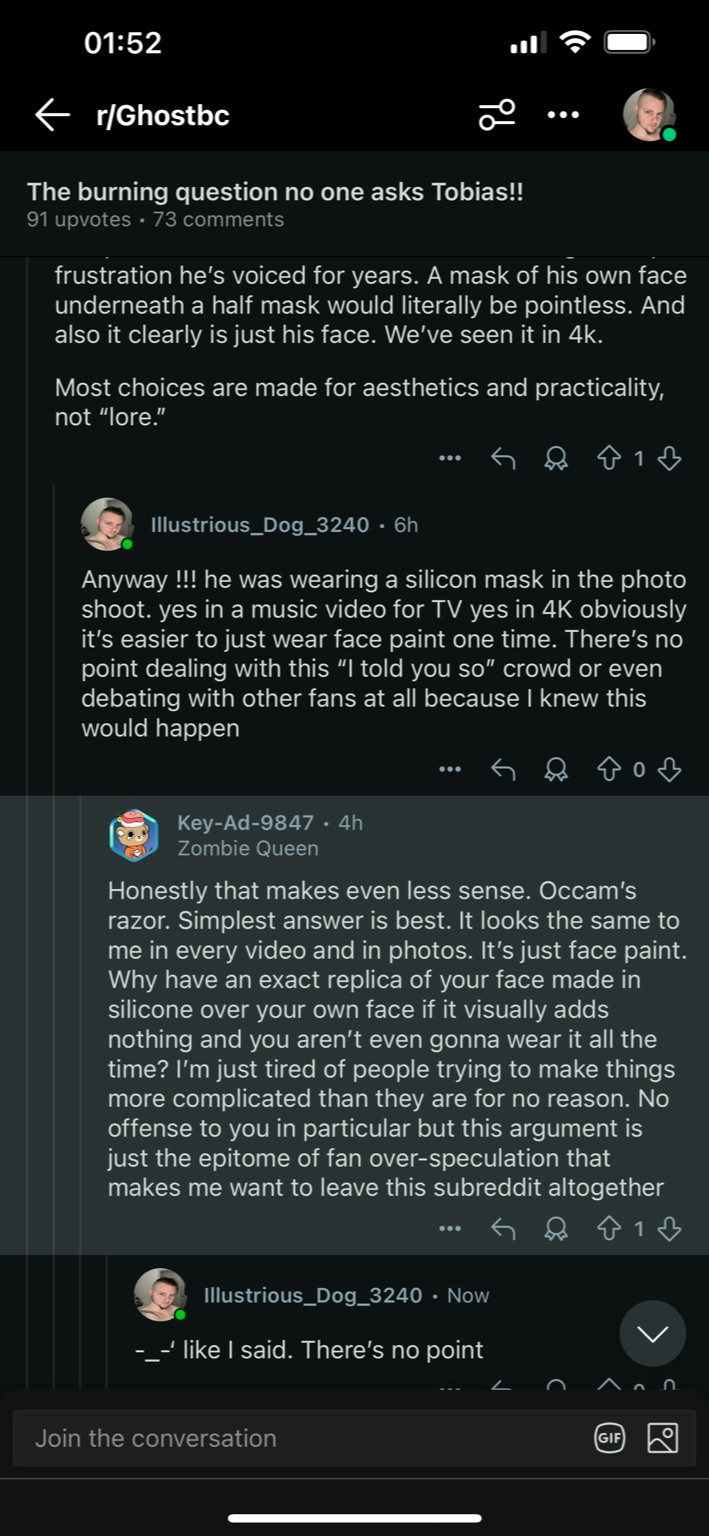 01:52
r/Ghostbc
The burning question no one asks Tobias!!
91 upvotes • 73 comments
frustration he’s voiced for years. A mask of his own face
underneath a half mask would literally be pointless. And
also it clearly is just his face. We’ve seen it in 4k.
Most choices are made for aesthetics and practicality,
not “lore.”
1
Illustrious_Dog_3240 • 6h
Anyway !!! he was wearing a silicon mask in the photo
shoot. yes in a music video for TV yes in 4K obviously
it’s easier to just wear face paint one time. There’s no
point dealing with this “I told you so” crowd or even
debating with other fans at all because I knew this
would happen
0
Key-Ad-9847 • 4h
Zombie Queen
Honestly that makes even less sense. Occam’s
razor. Simplest answer is best. It looks the same to
me in every video and in photos. It’s just face paint.
Why have an exact replica of your face made in
silicone over your own face if it visually adds
nothing and you aren’t even gonna wear it all the
time? I’m just tired of people trying to make things
more complicated than they are for no reason. No
offense to you in particular but this argument is
just the epitome of fan over-speculation that
makes me want to leave this subreddit altogether
1
Illustrious_Dog_3240 • Now
-_-‘ like I said. There’s no point
Join the conversation
GIF